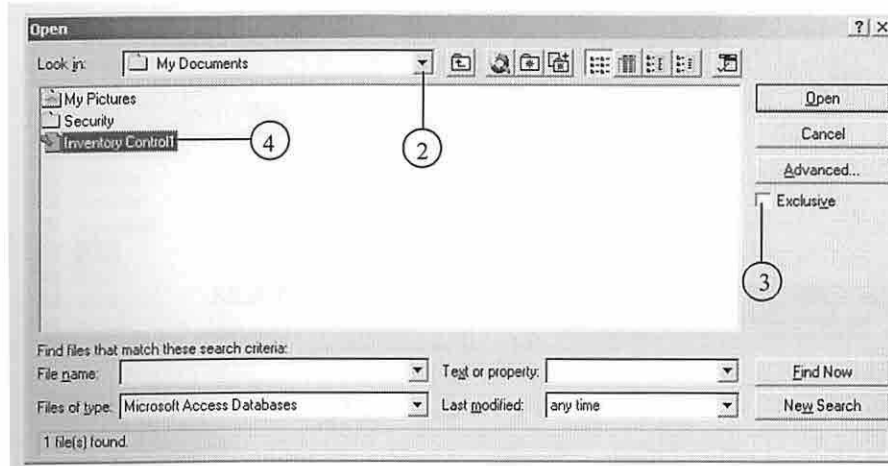 Open
Look in: My Documents
My Pictures
Security
Inventory Control1
4
2
Open
Cancel
Advanced...
Exclusive
3
Find files that match these search criteria:
File name: Text or property: Find Now
Files of type: Microsoft Access Databases Last modified: any time New Search
1 file(s) found.